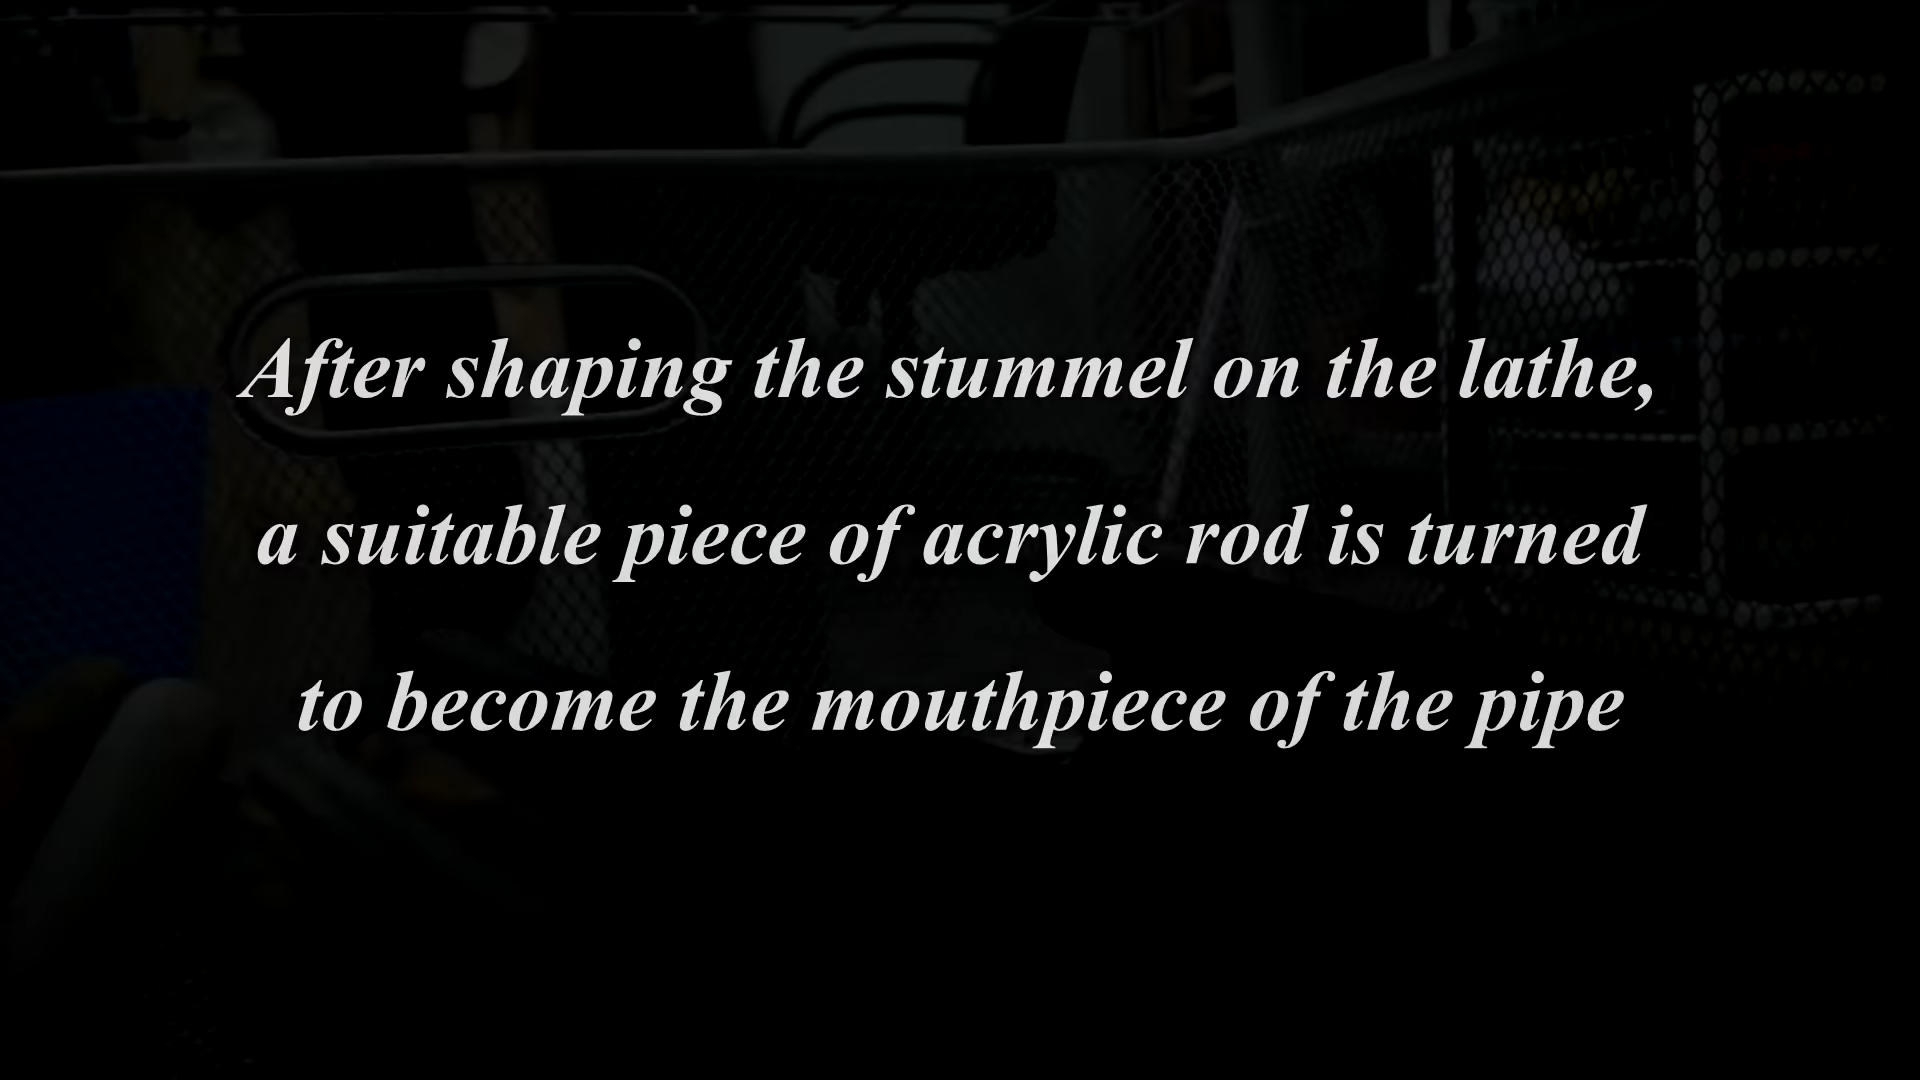 After shaping the stummel on the lathe,
a suitable piece of acrylic rod is turned
to become the mouthpiece of the pipe